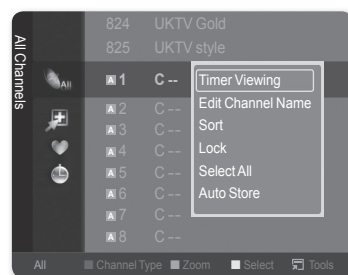 All Channels
824 UKTV Gold
825 UKTV style
All
A 1 C --
A 2 C --
A 3 C --
A 4 C --
A 5 C --
A 6 C --
A 7 C --
A 8 C --
Timer Viewing
Edit Channel Name
Sort
Lock
Select All
Auto Store
All Channel Type Zoom Select Tools